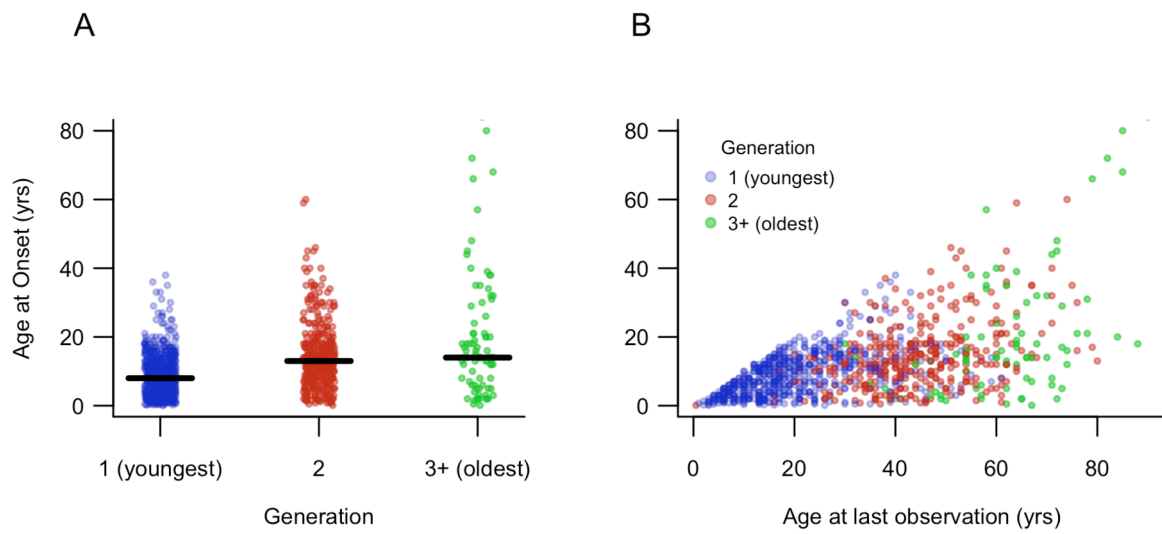 A
Age at Onset (yrs)
80
60
40
20
0
1 (youngest) 2 3+ (oldest)
Generation
B
80
60
40
20
0
Generation
1 (youngest)
2
3+ (oldest)
0 20 40 60 80
Age at last observation (yrs)